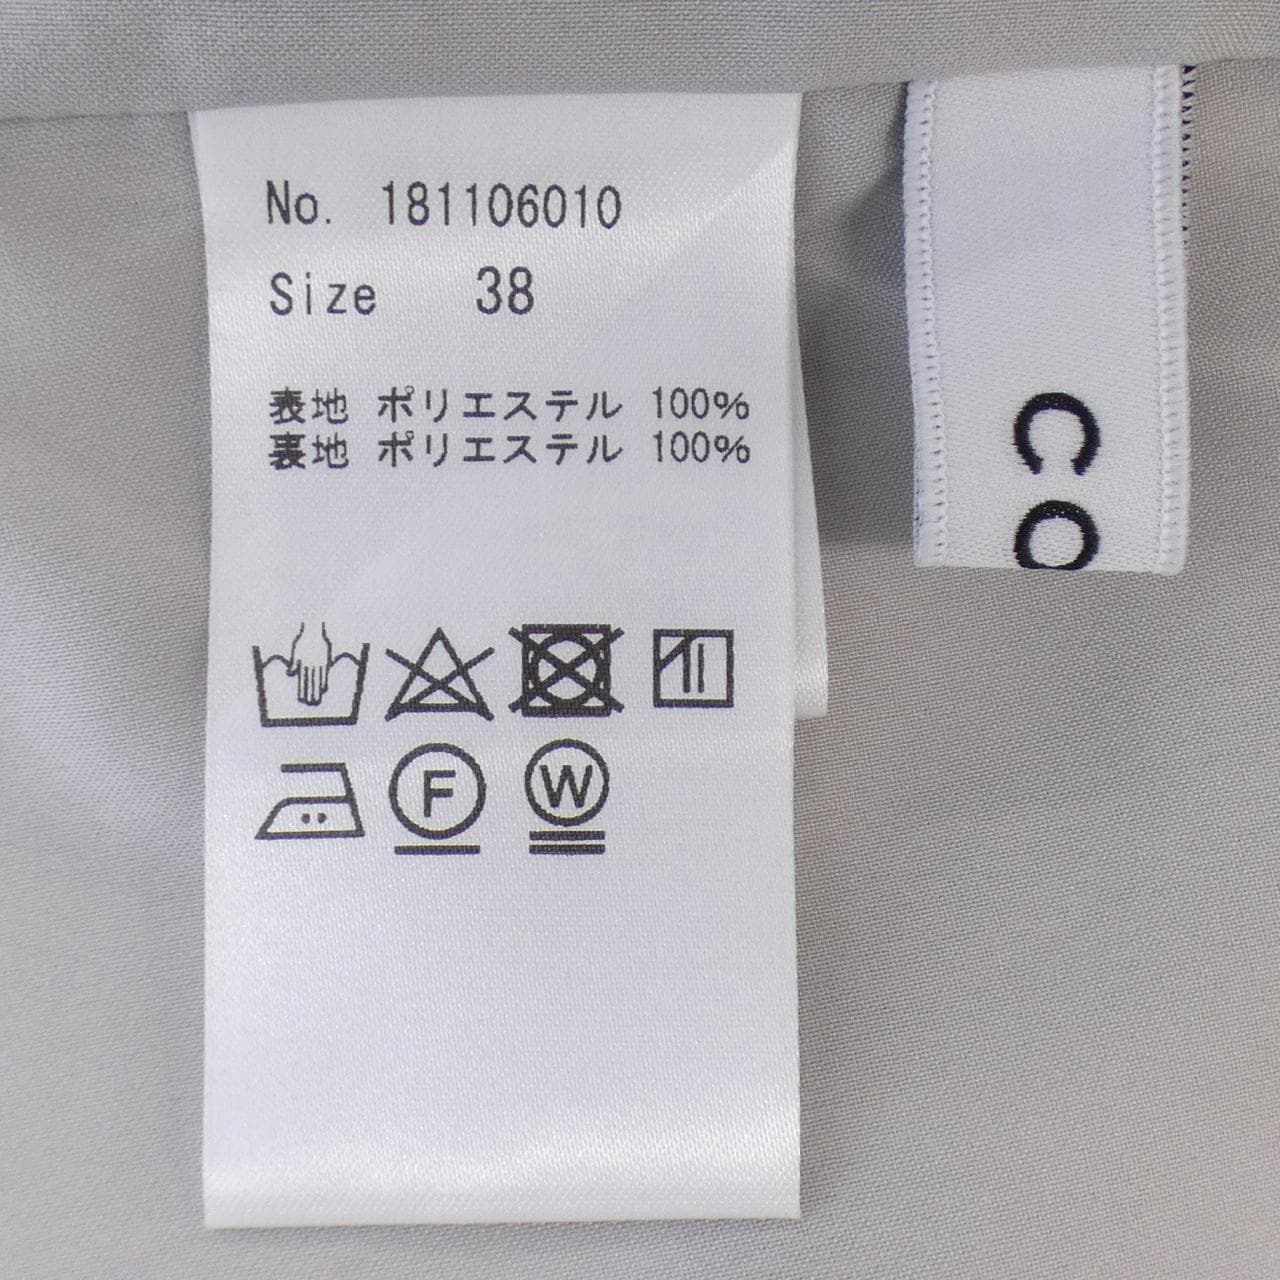 No. 181106010
Size 38
表地 ポリエステル 100%
裏地 ポリエステル 100%
F
W
CO